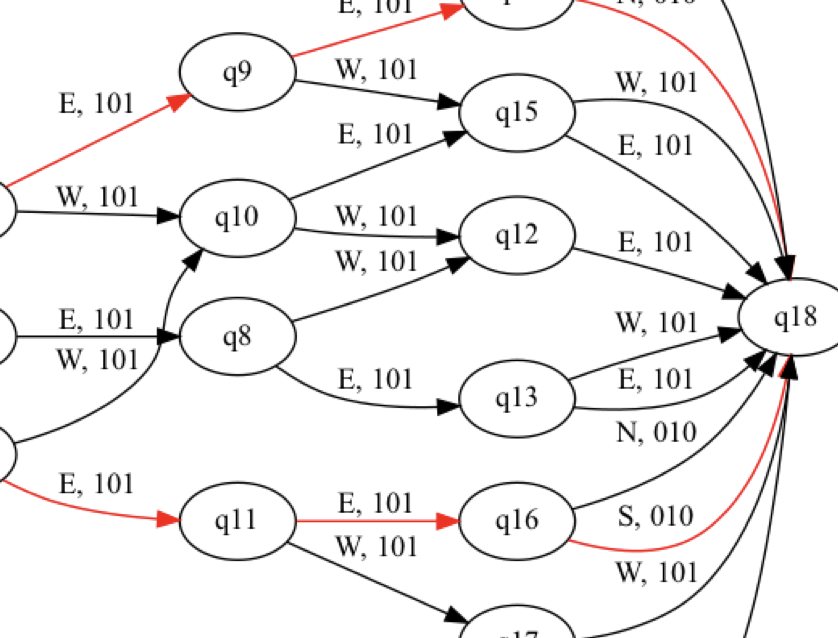 E, 101
N, 010
q9
W, 101
W, 101
E, 101
q15
E, 101
E, 101
W, 101
q10
W, 101
q12
E, 101
W, 101
E, 101
q8
W, 101
q18
W, 101
E, 101
q13
E, 101
N, 010
E, 101
E, 101
q11
q16
S, 010
W, 101
W, 101
q17